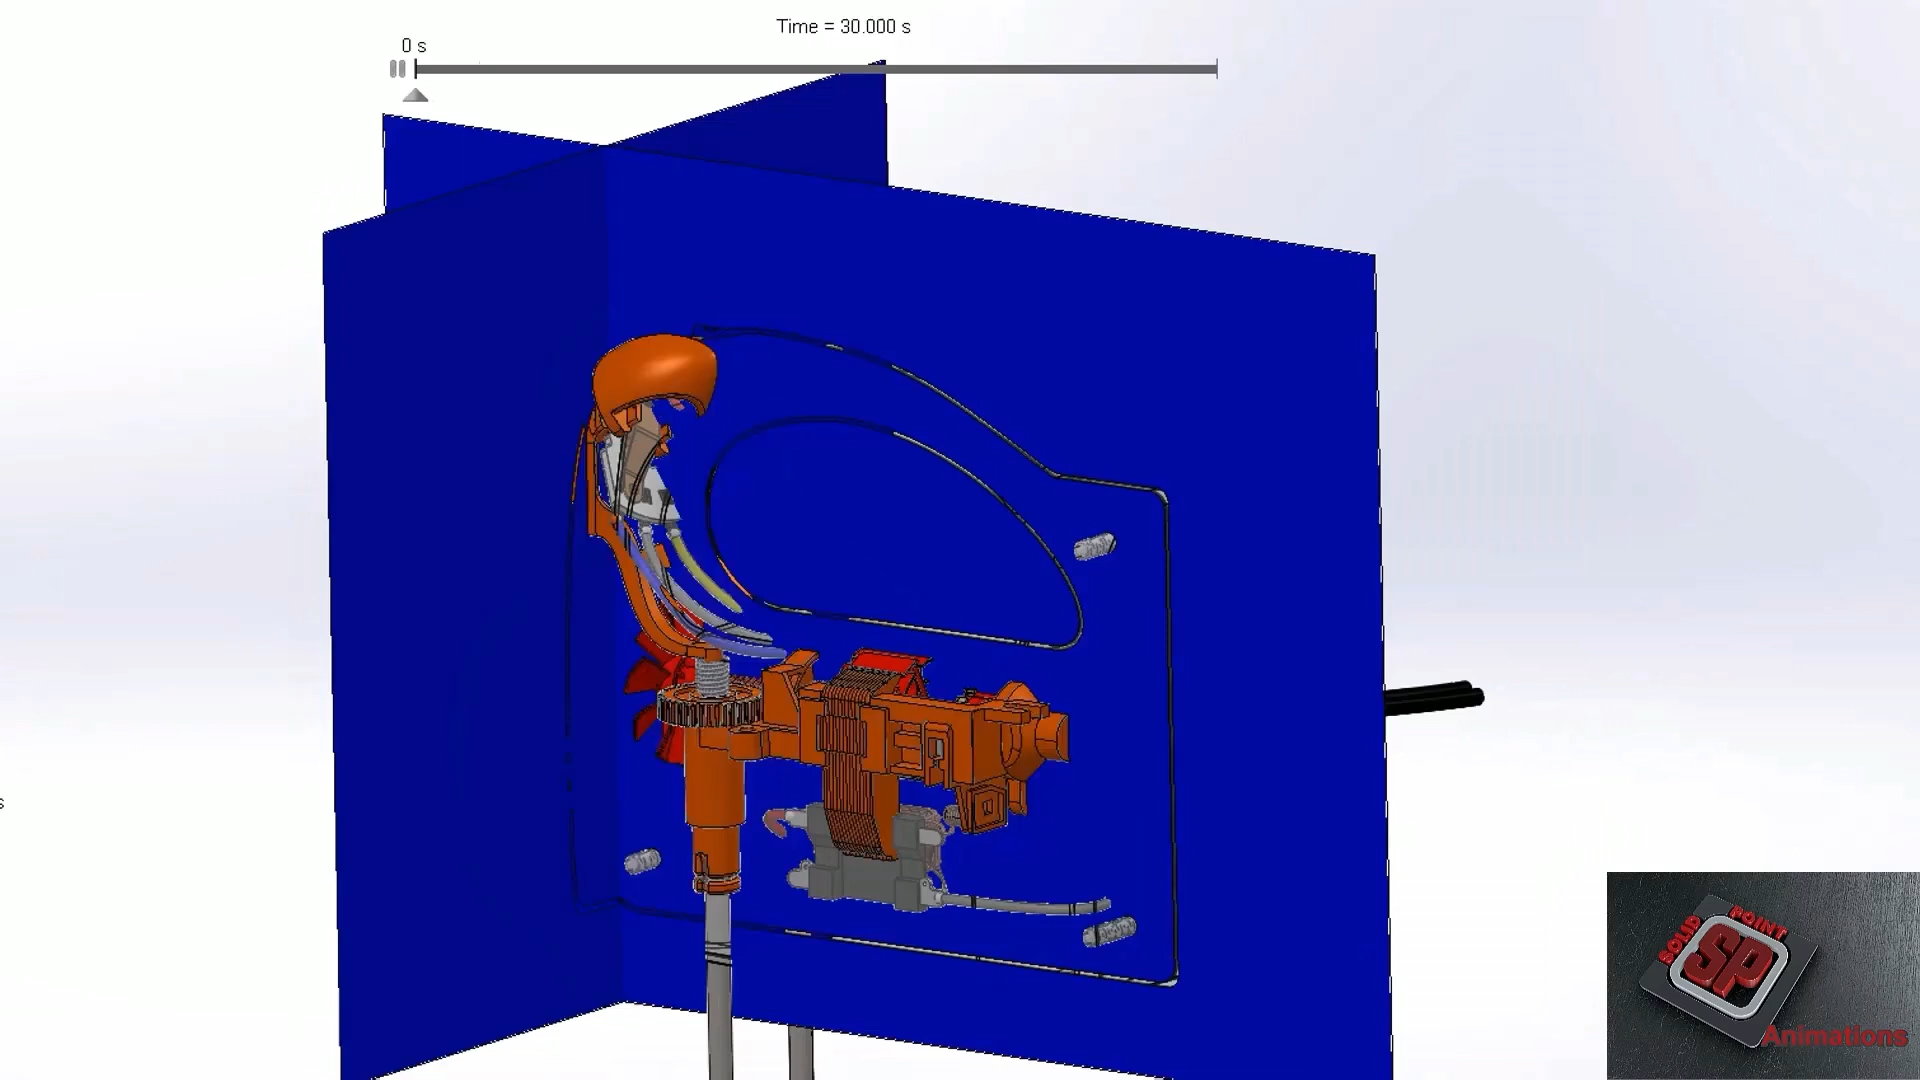 Time = 30.000 s
0 s
s
SOLID POINT
SP
Animations